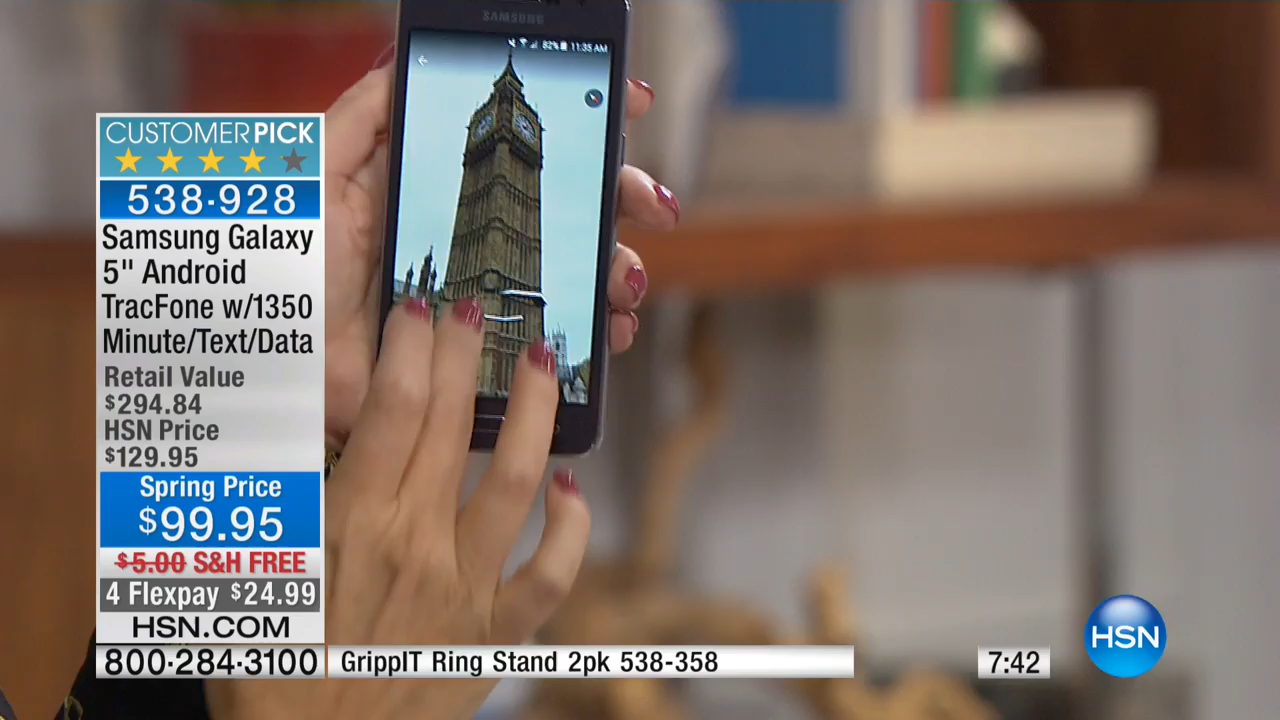 SAMSUNG
82% 11:35 AM
CUSTOMER PICK
538-928
Samsung Galaxy
5" Android
TracFone w/1350
Minute/Text/Data
Retail Value
$294.84
HSN Price
$129.95
Spring Price
$99.95
$5.00 S&H FREE
4 Flexpay $24.99
HSN.COM
800-284-3100
GrippIT Ring Stand 2pk 538-358
7:42
HSN